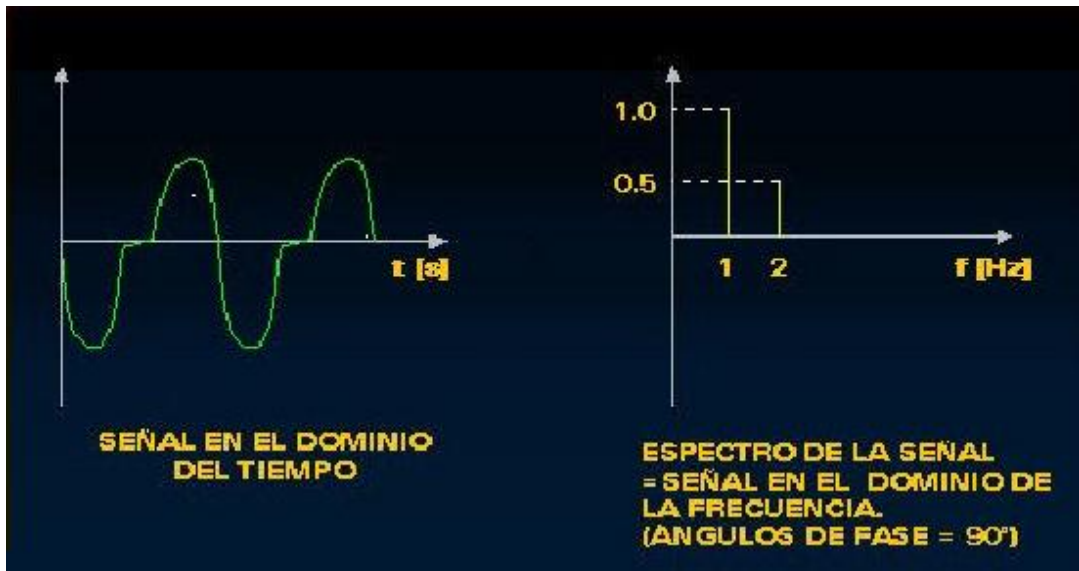 t [s]
SEÑAL EN EL DOMINIO
DEL TIEMPO
1.0
0.5
1 2 f [Hz]
ESPECTRO DE LA SEÑAL
= SEÑAL EN EL DOMINIO DE
LA FRECUENCIA.
(ANGULOS DE FASE = 90°)